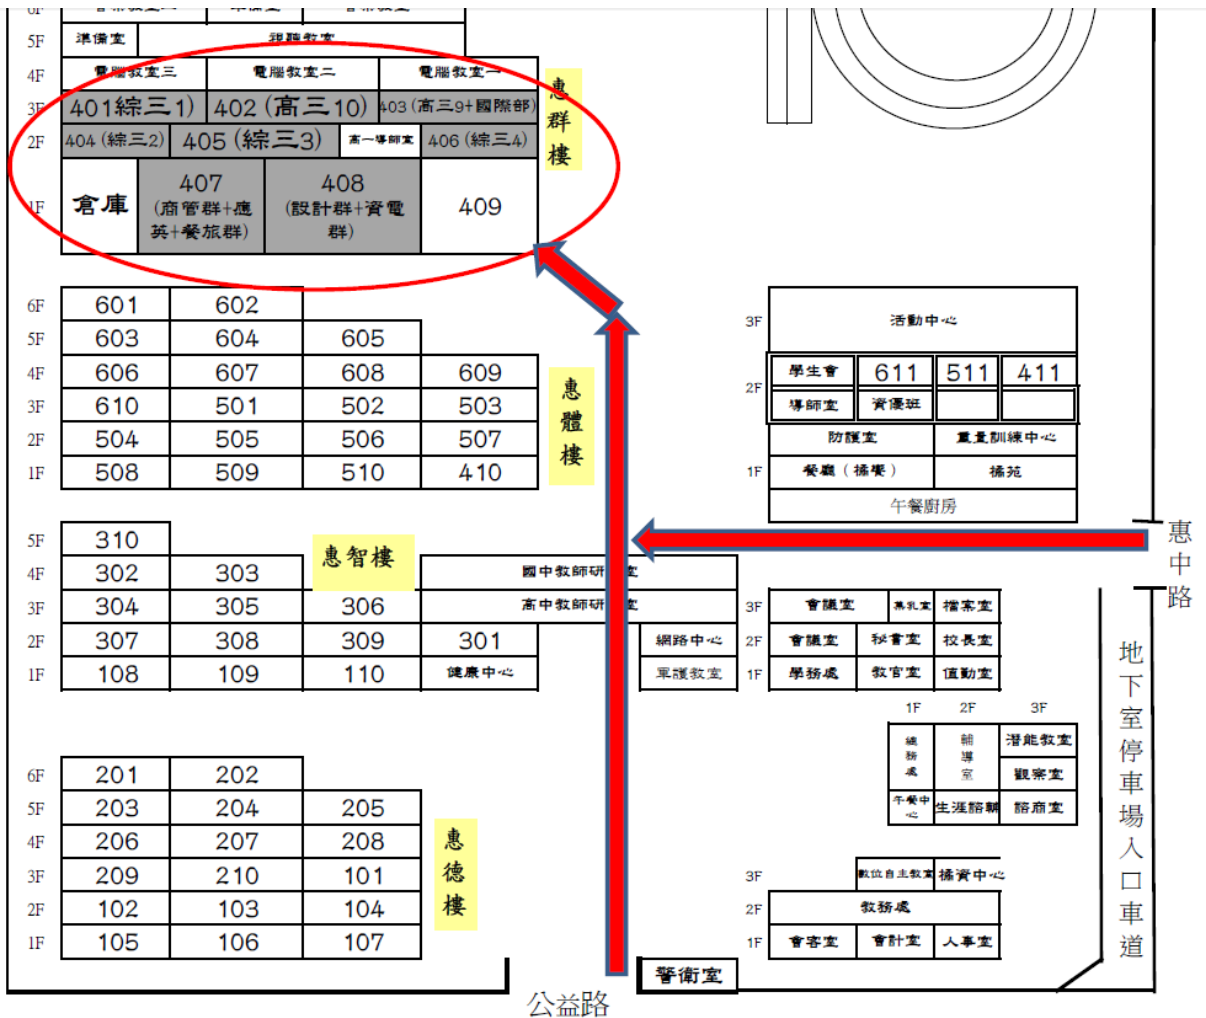 6F
5F 準備室 視聽教室
4F 電腦教室三 電腦教室二 電腦教室一
3F 401綜三1) 402 (高三10) 403 (高三9+國際部)
2F 404 (綜三2) 405 (綜三3) 高一導師室 406 (綜三4)
1F 倉庫 407 (商管群+應英+餐旅群) 408 (設計群+資電群) 409
惠群樓
6F 601 602
5F 603 604 605
4F 606 607 608 609
3F 610 501 502 503
2F 504 505 506 507
1F 508 509 510 410
惠體樓
3F 活動中心
2F 學生會 611 511 411
導師室 資優班
防護室 重量訓練中心
1F 餐廳 (橘饗) 橘苑
午餐廚房
惠中路
5F 310
惠智樓
4F 302 303 國中教師研 室
3F 304 305 306 高中教師研 室
2F 307 308 309 301 網路中心
1F 108 109 110 健康中心 軍護教室
3F 會議室 集乳室 檔案室
2F 會議室 秘書室 校長室
1F 學務處 教官室 值勤室
1F 2F 3F
總務處 輔導室 潛能教室
觀察室
午餐中心 生涯諮輔 諮商室
地下室停車場入口車道
6F 201 202
5F 203 204 205
4F 206 207 208
3F 209 210 101
2F 102 103 104
1F 105 106 107
惠德樓
3F 數位自主教室 橘資中心
2F 教務處
1F 會客室 會計室 人事室
警衛室
公益路